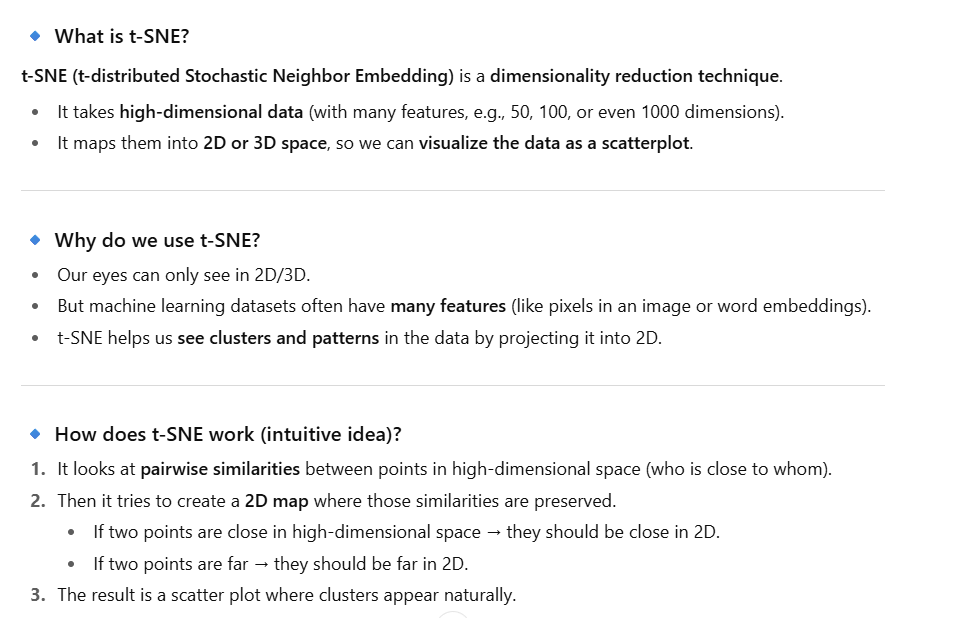 What is t-SNE?
t-SNE (t-distributed Stochastic Neighbor Embedding) is a dimensionality reduction technique.
• It takes high-dimensional data (with many features, e.g., 50, 100, or even 1000 dimensions).
• It maps them into 2D or 3D space, so we can visualize the data as a scatterplot.
Why do we use t-SNE?
• Our eyes can only see in 2D/3D.
• But machine learning datasets often have many features (like pixels in an image or word embeddings).
• t-SNE helps us see clusters and patterns in the data by projecting it into 2D.
How does t-SNE work (intuitive idea)?
1. It looks at pairwise similarities between points in high-dimensional space (who is close to whom).
2. Then it tries to create a 2D map where those similarities are preserved.
• If two points are close in high-dimensional space → they should be close in 2D.
• If two points are far → they should be far in 2D.
3. The result is a scatter plot where clusters appear naturally.